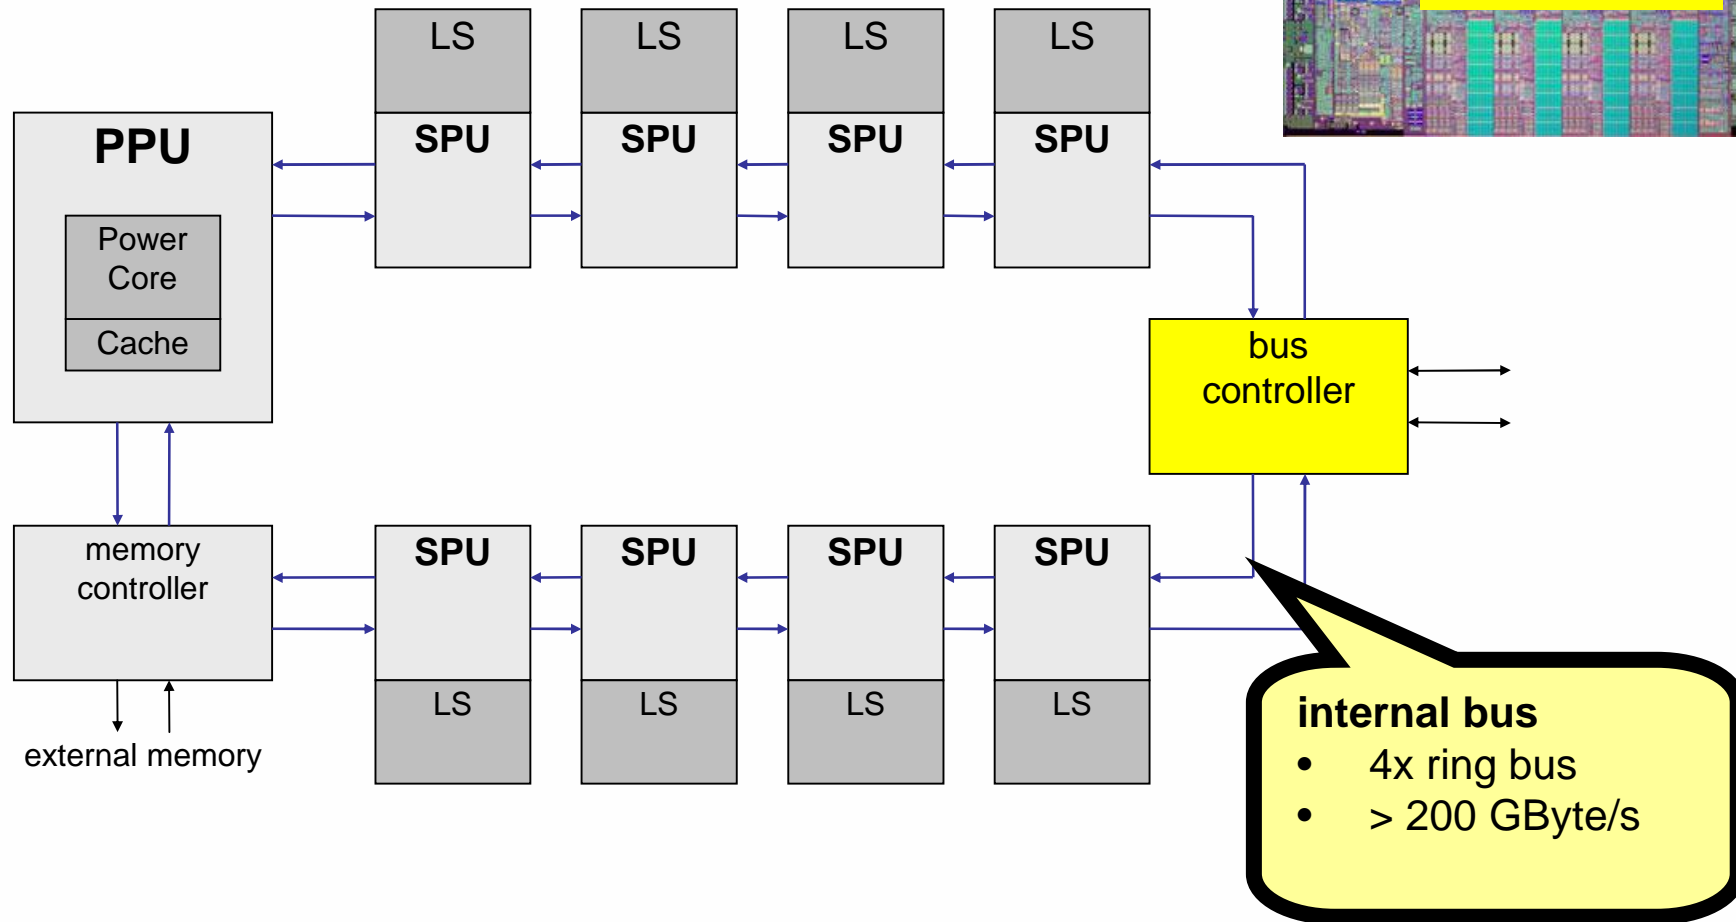 LS LS LS LS
PPU SPU SPU SPU SPU
Power
Core
Cache
bus
controller
memory
controller
SPU SPU SPU SPU
LS LS LS LS
external memory
internal bus
• 4x ring bus
• > 200 GByte/s